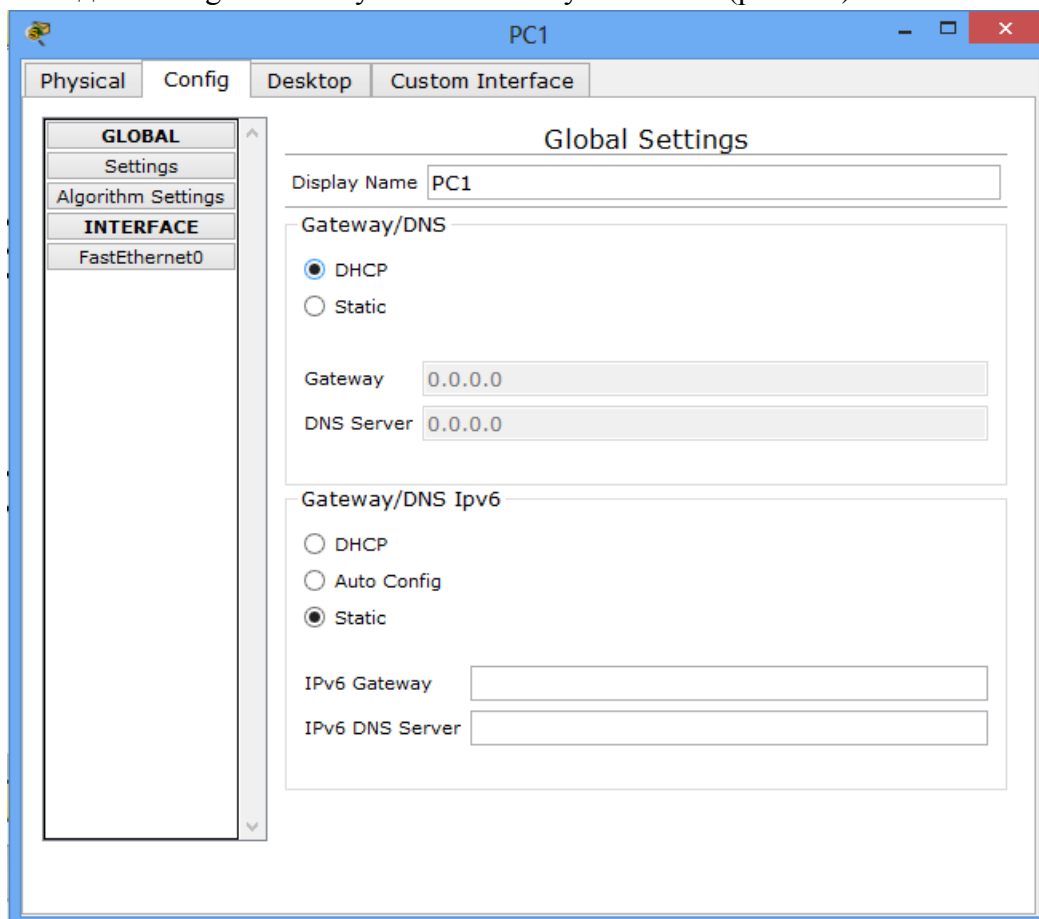 PC1
Physical Config Desktop Custom Interface
GLOBAL
Settings
Algorithm Settings
INTERFACE
FastEthernet0
Global Settings
Display Name PC1
Gateway/DNS
DHCP
Static
Gateway 0.0.0.0
DNS Server 0.0.0.0
Gateway/DNS Ipv6
DHCP
Auto Config
Static
IPv6 Gateway
IPv6 DNS Server